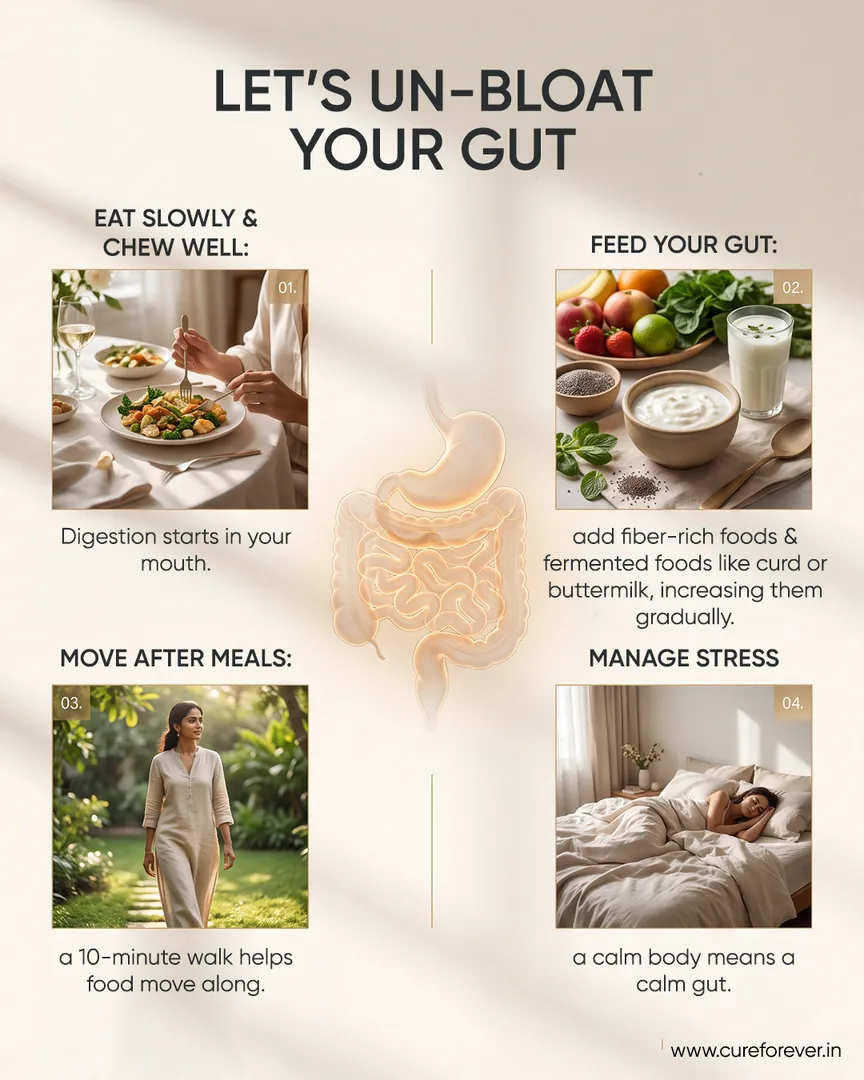 LET'S UN-BLOAT
YOUR GUT
EAT SLOWLY &
CHEW WELL:
01.
Digestion starts in your
mouth.
FEED YOUR GUT:
02.
add fiber-rich foods &
fermented foods like curd or
buttermilk, increasing them
gradually.
MOVE AFTER MEALS:
03.
a 10-minute walk helps
food move along.
MANAGE STRESS
04.
a calm body means a
calm gut.
www.cureforever.in